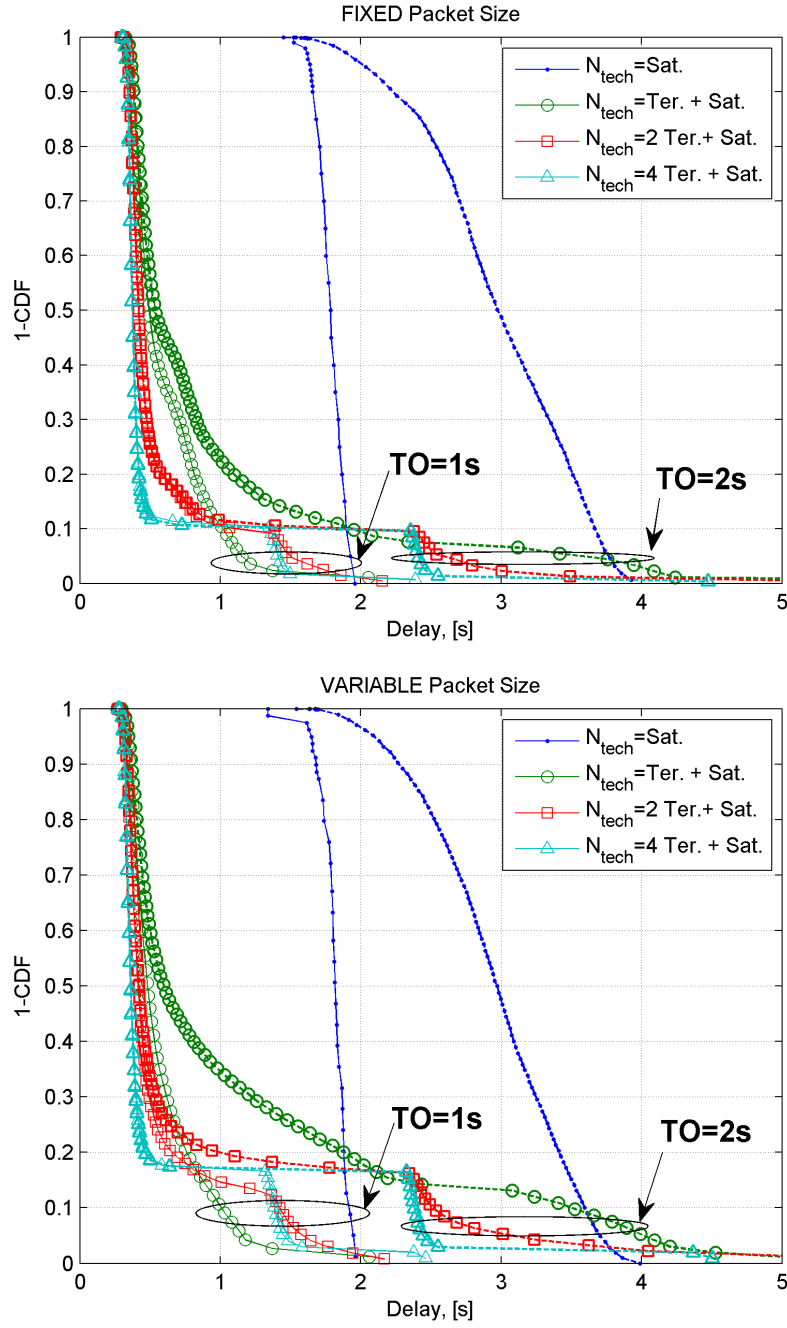 FIXED Packet Size
1
0.9
0.8
0.7
0.6
0.5
0.4
0.3
0.2
0.1
0
1-CDF
N_tech=Sat.
N_tech=Ter. + Sat.
N_tech=2 Ter.+ Sat.
N_tech=4 Ter. + Sat.
TO=1s
TO=2s
0 1 2 3 4 5
Delay, [s]
VARIABLE Packet Size
1
0.9
0.8
0.7
0.6
0.5
0.4
0.3
0.2
0.1
0
1-CDF
N_tech=Sat.
N_tech=Ter. + Sat.
N_tech=2 Ter.+ Sat.
N_tech=4 Ter. + Sat.
TO=1s
TO=2s
0 1 2 3 4 5
Delay, [s]